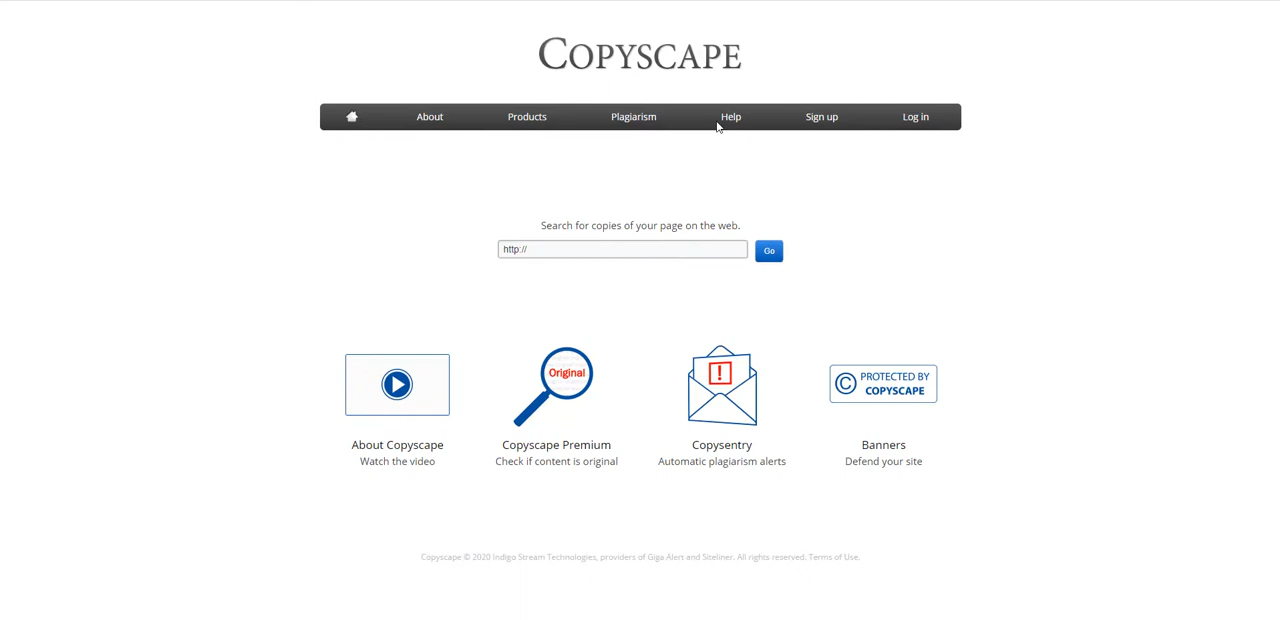 COPYSCAPE
About Products Plagiarism Help Sign up Log in
Search for copies of your page on the web.
http:// Go
Original
!
© PROTECTED BY
COPYSCAPE
About Copyscape Copyscape Premium Copysentry Banners
Watch the video Check if content is original Automatic plagiarism alerts Defend your site
Copyscape © 2020 Indigo Stream Technologies, providers of Giga Alert and Siteliner. All rights reserved. Terms of Use.